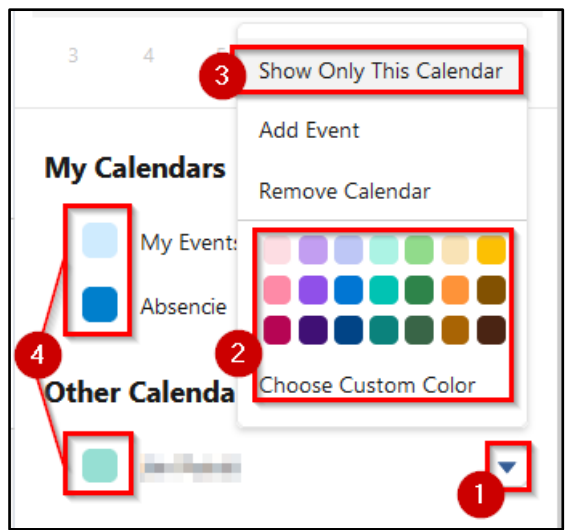 3 4
3
Show Only This Calendar
Add Event
My Calendars
Remove Calendar
My Events
Absencie
2
4
Choose Custom Color
Other Calenda
1